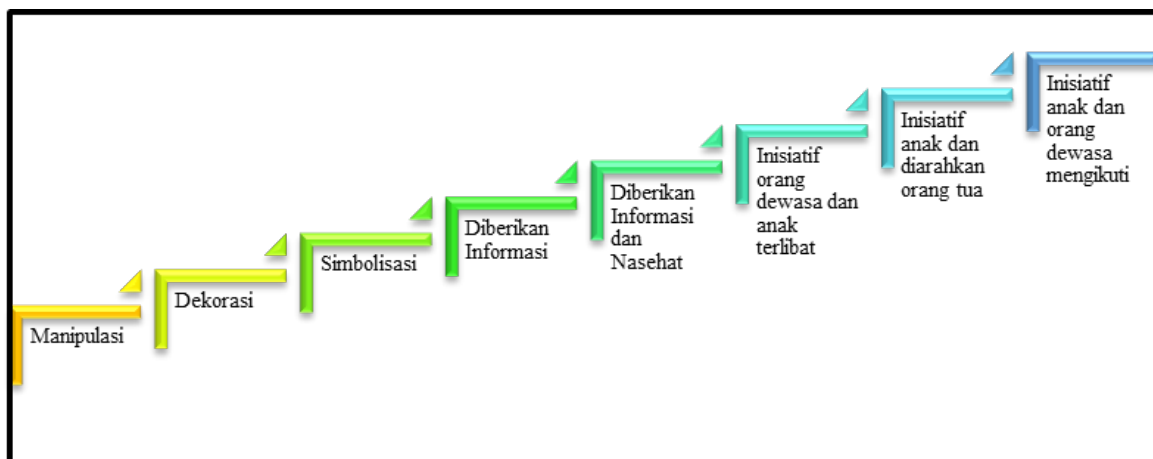 Manipulasi
Dekorasi
Simbolisasi
Diberikan
Informasi
Diberikan
Informasi
dan
Nasehat
Inisiatif
orang
dewasa dan
anak
terlibat
Inisiatif
anak dan
diarahkan
orang tua
Inisiatif
anak dan
orang
dewasa
mengikuti